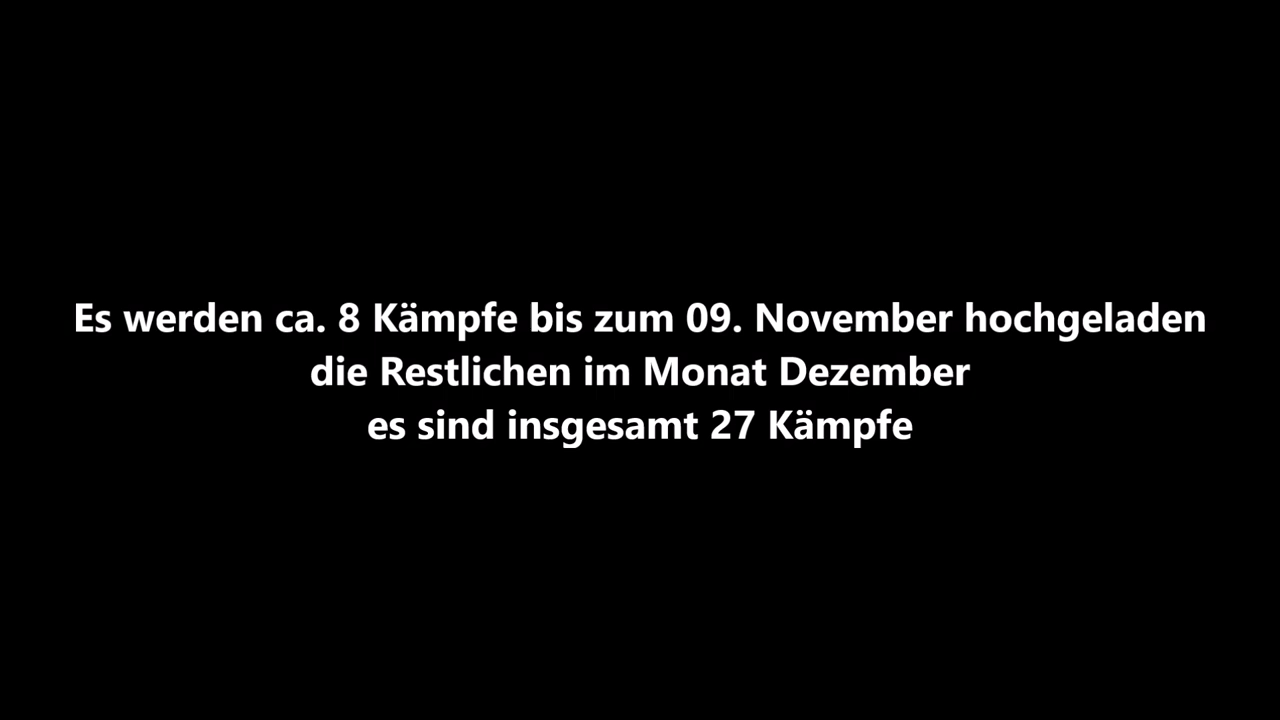 Es werden ca. 8 Kämpfe bis zum 09. November hochgeladen
die Restlichen im Monat Dezember
es sind insgesamt 27 Kämpfe